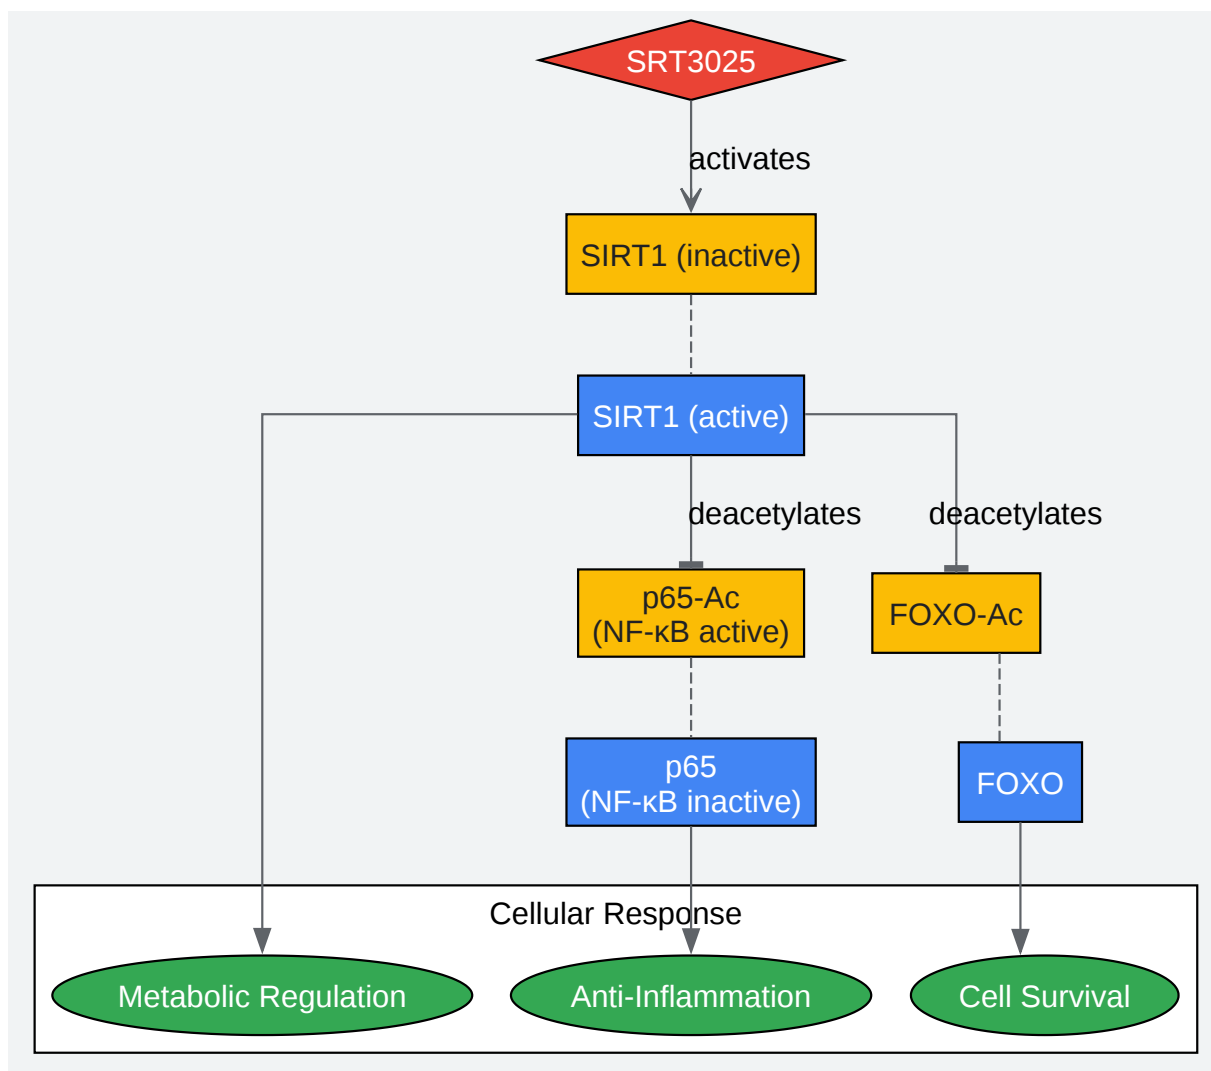 SRT3025
activates
SIRT1 (inactive)
SIRT1 (active)
deacetylates
deacetylates
p65-Ac
(NF-κB active)
FOXO-Ac
p65
(NF-κB inactive)
FOXO
Cellular Response
Metabolic Regulation
Anti-Inflammation
Cell Survival